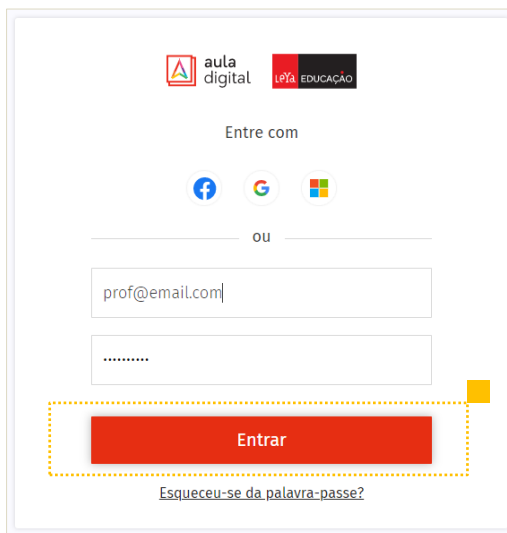 aula
digital
LeYa EDUCAÇÃO
Entre com
ou
prof@email.com
..........
Entrar
Esqueceu-se da palavra-passe?